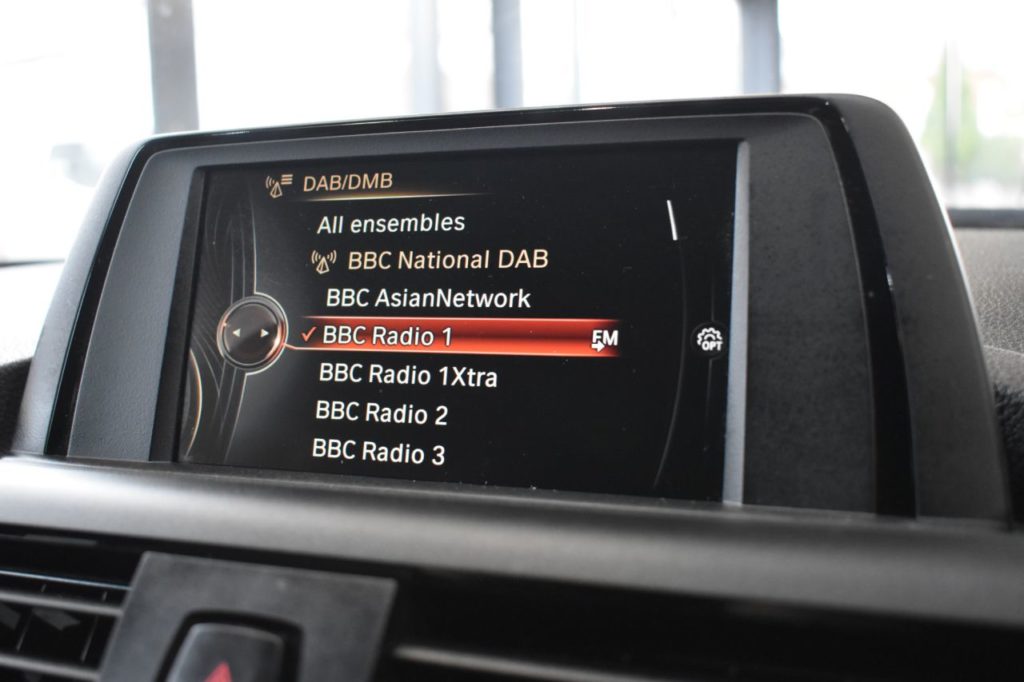 DAB/DMB
All ensembles
BBC National DAB
BBC AsianNetwork
BBC Radio 1 FM
OPT
BBC Radio 1Xtra
BBC Radio 2
BBC Radio 3